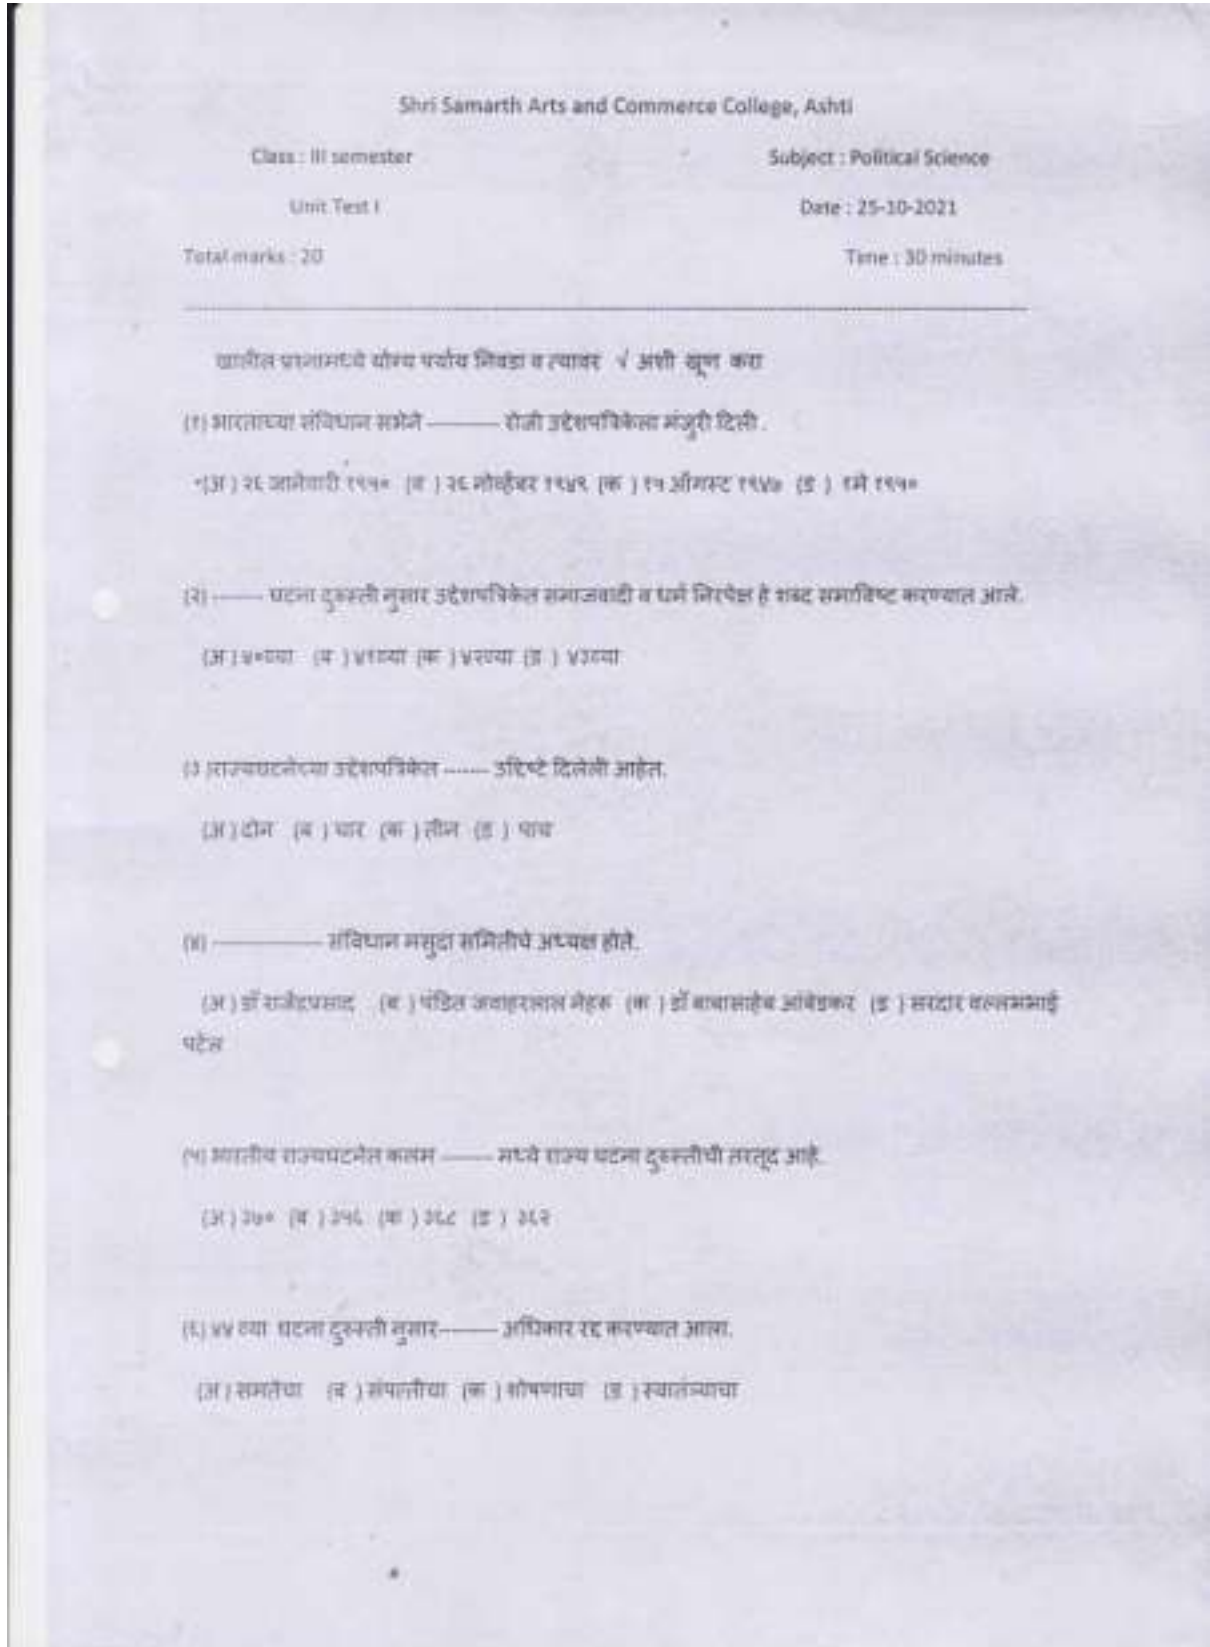 Shri Samarth Arts and Commerce College, Ashti
Class : III semester Subject : Political Science
Unit Test I Date : 25-10-2021
Total marks : 20 Time : 30 minutes
खालील प्रश्नामध्ये योग्य पर्याय निवडा व त्यावर √ अशी खूण करा
(१) भारताच्या संविधान सभेने ---------- रोजी उद्देशपत्रिकेला मंजुरी दिली .
(अ ) २६ जानेवारी १९५० (ब ) २६ नोव्हेंबर १९४९ (क ) १५ ऑगस्ट १९४७ (ड ) १मे १९५०
(२) ------- घटना दुरुस्ती नुसार उद्देशपत्रिकेत समाजवादी व धर्म निरपेक्ष हे शब्द समाविष्ट करण्यात आले.
(अ ) ४०व्या (ब ) ४१व्या (क ) ४२व्या (ड ) ४३व्या
(३ )राज्यघटनेच्या उद्देशपत्रिकेत ------- उद्दिष्टे दिलेली आहेत.
(अ ) दोन (ब ) चार (क ) तीन (ड ) पाच
(४) --------------- संविधान मसुदा समितीचे अध्यक्ष होते.
(अ ) डॉ राजेंद्रप्रसाद (ब ) पंडित जवाहरलाल नेहरू (क ) डॉ बाबासाहेब आंबेडकर (ड ) सरदार वल्लभभाई
पटेल
(५) भारतीय राज्यघटनेत कलम ------- मध्ये राज्य घटना दुरुस्तीची तरतूद आहे.
(अ ) ३७० (ब ) ३५६ (क ) ३६८ (ड ) ३६२
(६) ४४ व्या घटना दुरुस्ती नुसार-------- अधिकार रद्द करण्यात आला.
(अ ) समतेचा (ब ) संपत्तीचा (क ) शोषणाचा (ड ) स्वातंत्र्याचा